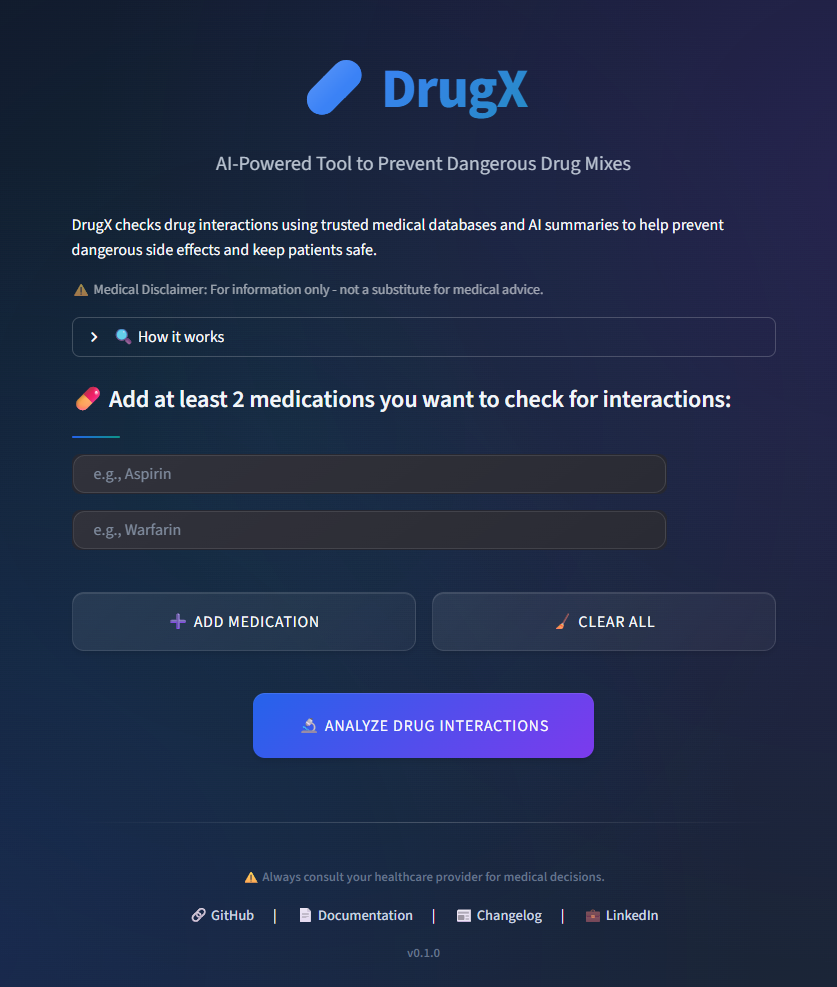 DrugX
AI-Powered Tool to Prevent Dangerous Drug Mixes
DrugX checks drug interactions using trusted medical databases and AI summaries to help prevent
dangerous side effects and keep patients safe.
Medical Disclaimer: For information only - not a substitute for medical advice.
How it works
Add at least 2 medications you want to check for interactions:
e.g., Aspirin
e.g., Warfarin
ADD MEDICATION
CLEAR ALL
ANALYZE DRUG INTERACTIONS
Always consult your healthcare provider for medical decisions.
GitHub | Documentation | Changelog | LinkedIn
v0.1.0